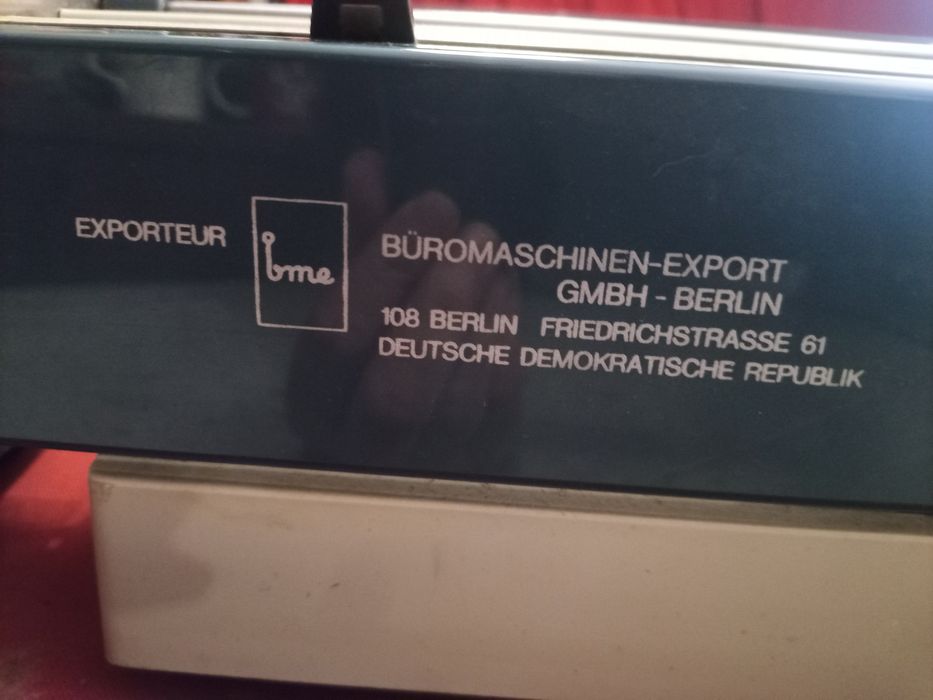 EXPORTEUR
bme
BÜROMASCHINEN-EXPORT
GMBH - BERLIN
108 BERLIN FRIEDRICHSTRASSE 61
DEUTSCHE DEMOKRATISCHE REPUBLIK